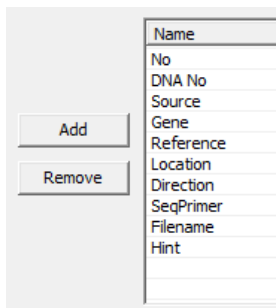 Name
No
DNA No
Source
Gene
Reference
Location
Direction
SeqPrimer
Filename
Hint
Add
Remove